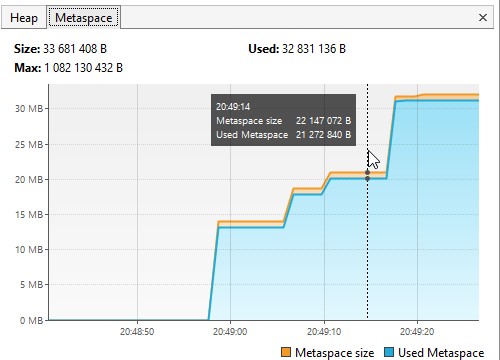 Heap Metaspace ×
Size: 33 681 408 B Used: 32 831 136 B
Max: 1 082 130 432 B
20:49:14
Metaspace size 22 147 072 B
Used Metaspace 21 272 840 B
30 MB
25 MB
20 MB
15 MB
10 MB
5 MB
0 MB
20:48:50 20:49:00 20:49:10 20:49:20
Metaspace size Used Metaspace